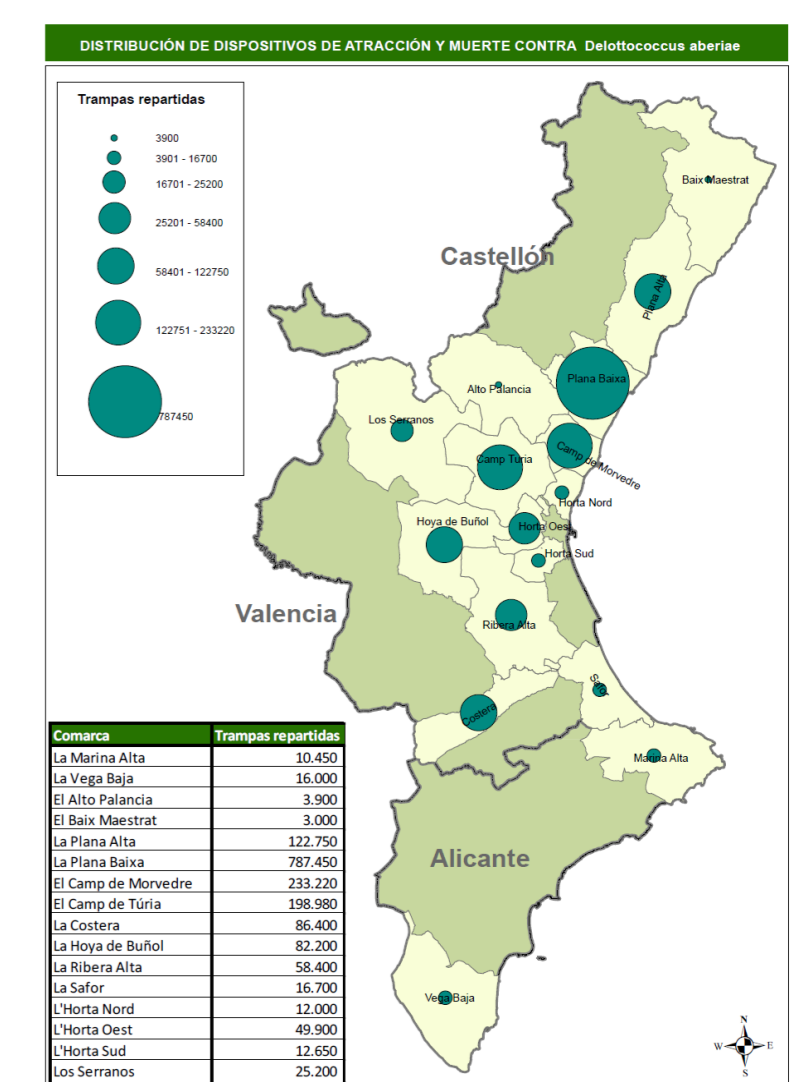 DISTRIBUCIÓN DE DISPOSITIVOS DE ATRACCIÓN Y MUERTE CONTRA Delottococcus aberiae
Trampas repartidas
3900
3901 - 16700
16701 - 25200
25201 - 58400
58401 - 122750
122751 - 233220
787450
Baix Maestrat
Castellón
Plana Alta
Plana Baixa
Alto Palancia
Los Serranos
Camp Turia
Camp de Morvedre
Horta Nord
Hoya de Buñol
Horta Oest
Horta Sud
Valencia
Ribera Alta
Safor
Costera
Marina Alta
Alicante
Vega Baja
Comarca Trampas repartidas
La Marina Alta 10.450
La Vega Baja 16.000
El Alto Palancia 3.900
El Baix Maestrat 3.000
La Plana Alta 122.750
La Plana Baixa 787.450
El Camp de Morvedre 233.220
El Camp de Túria 198.980
La Costera 86.400
La Hoya de Buñol 82.200
La Ribera Alta 58.400
La Safor 16.700
L'Horta Nord 12.000
L'Horta Oest 49.900
L'Horta Sud 12.650
Los Serranos 25.200
N
W E
S